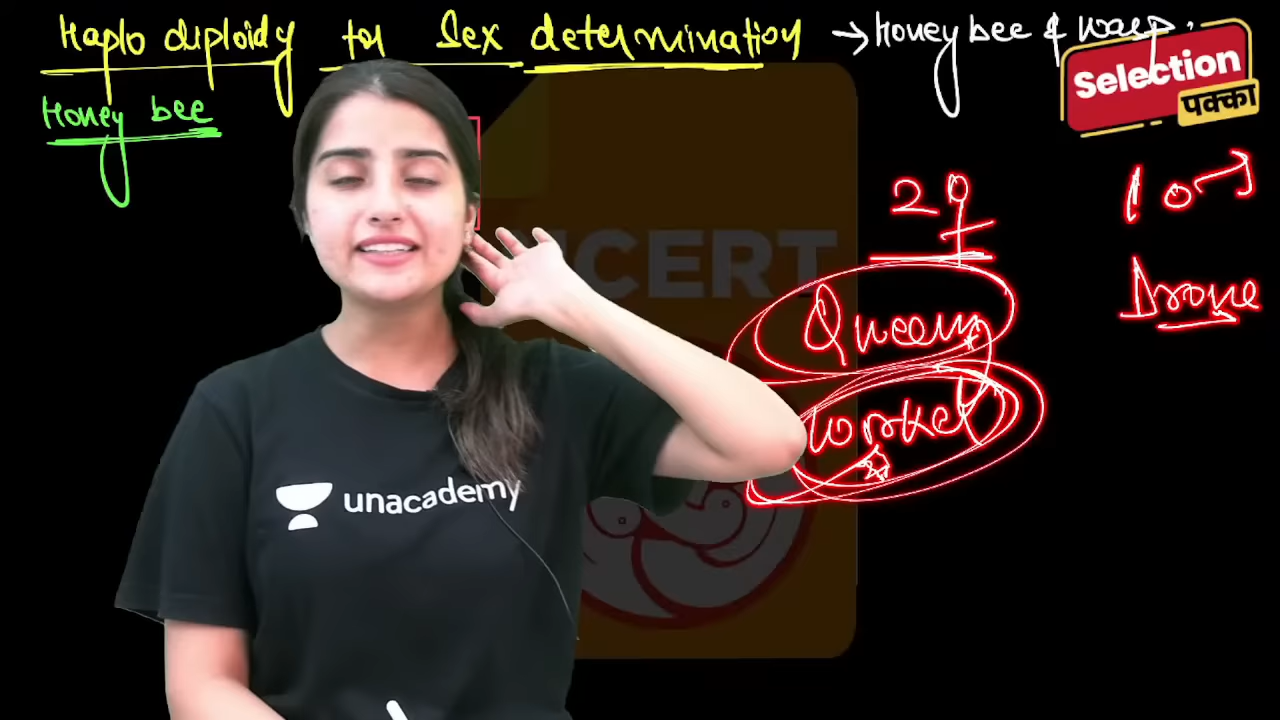 Haplo diploidy for Sex determination → Honey bee & wasp.
Selection
पक्का
Honey bee
2♀
1♂
NCERT
Queen
Drone
Worker
unacademy